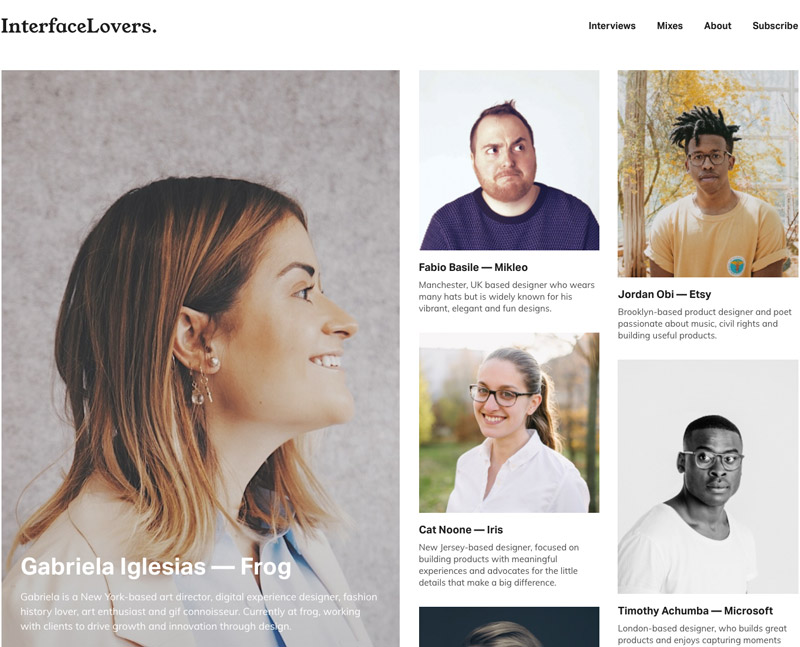 InterfaceLovers.
Interviews Mixes About Subscribe
Gabriela Iglesias — Frog
Gabriela is a New York-based art director, digital experience designer, fashion
history lover, art enthusiast and gif connoisseur. Currently at frog, working
with clients to drive growth and innovation through design.
Fabio Basile — Mikleo
Manchester, UK based designer who wears
many hats but is widely known for his
vibrant, elegant and fun designs.
Cat Noone — Iris
New Jersey-based designer, focused on
building products with meaningful
experiences and advocates for the little
details that make a big difference.
Jordan Obi — Etsy
Brooklyn-based product designer and poet
passionate about music, civil rights and
building useful products.
Timothy Achumba — Microsoft
London-based designer, who builds great
products and enjoys capturing moments